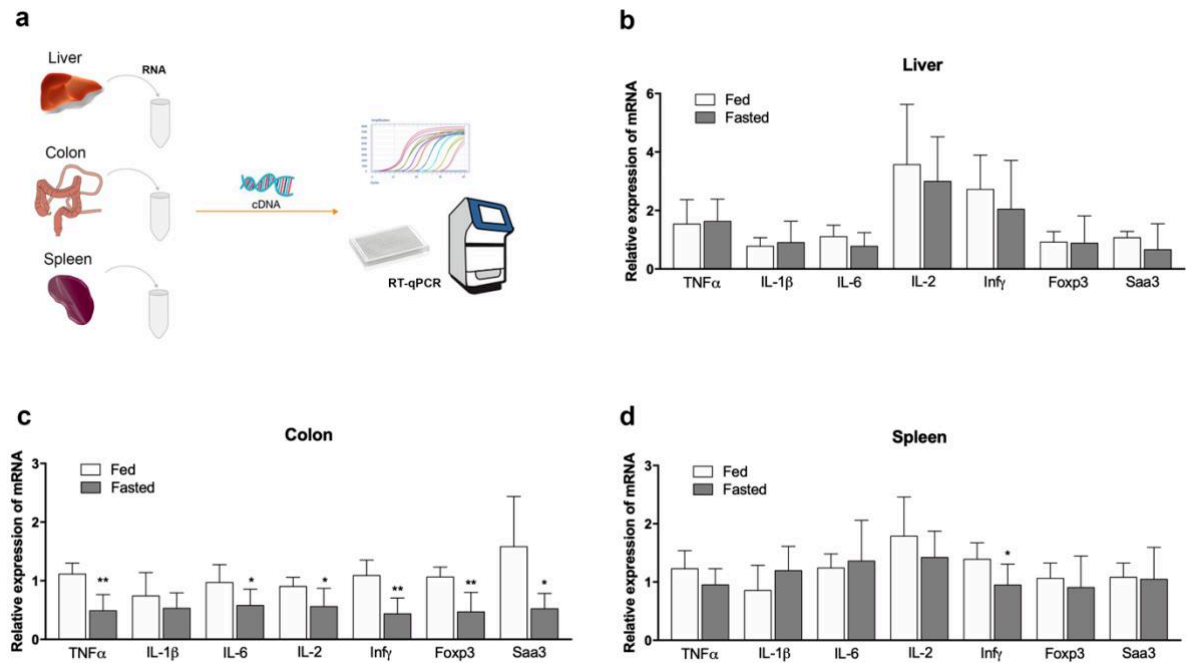 a
Liver
RNA
Colon
cDNA
Spleen
RT-qPCR
b
Liver
Relative expression of mRNA
6
4
2
0
Fed
Fasted
TNFα IL-1β IL-6 IL-2 Infγ Foxp3 Saa3
c
Colon
Relative expression of mRNA
3
2
1
0
Fed
Fasted
** * * ** ** *
TNFα IL-1β IL-6 IL-2 Infγ Foxp3 Saa3
d
Spleen
Relative expression of mRNA
3
2
1
0
Fed
Fasted
*
TNFα IL-1β IL-6 IL-2 Infγ Foxp3 Saa3